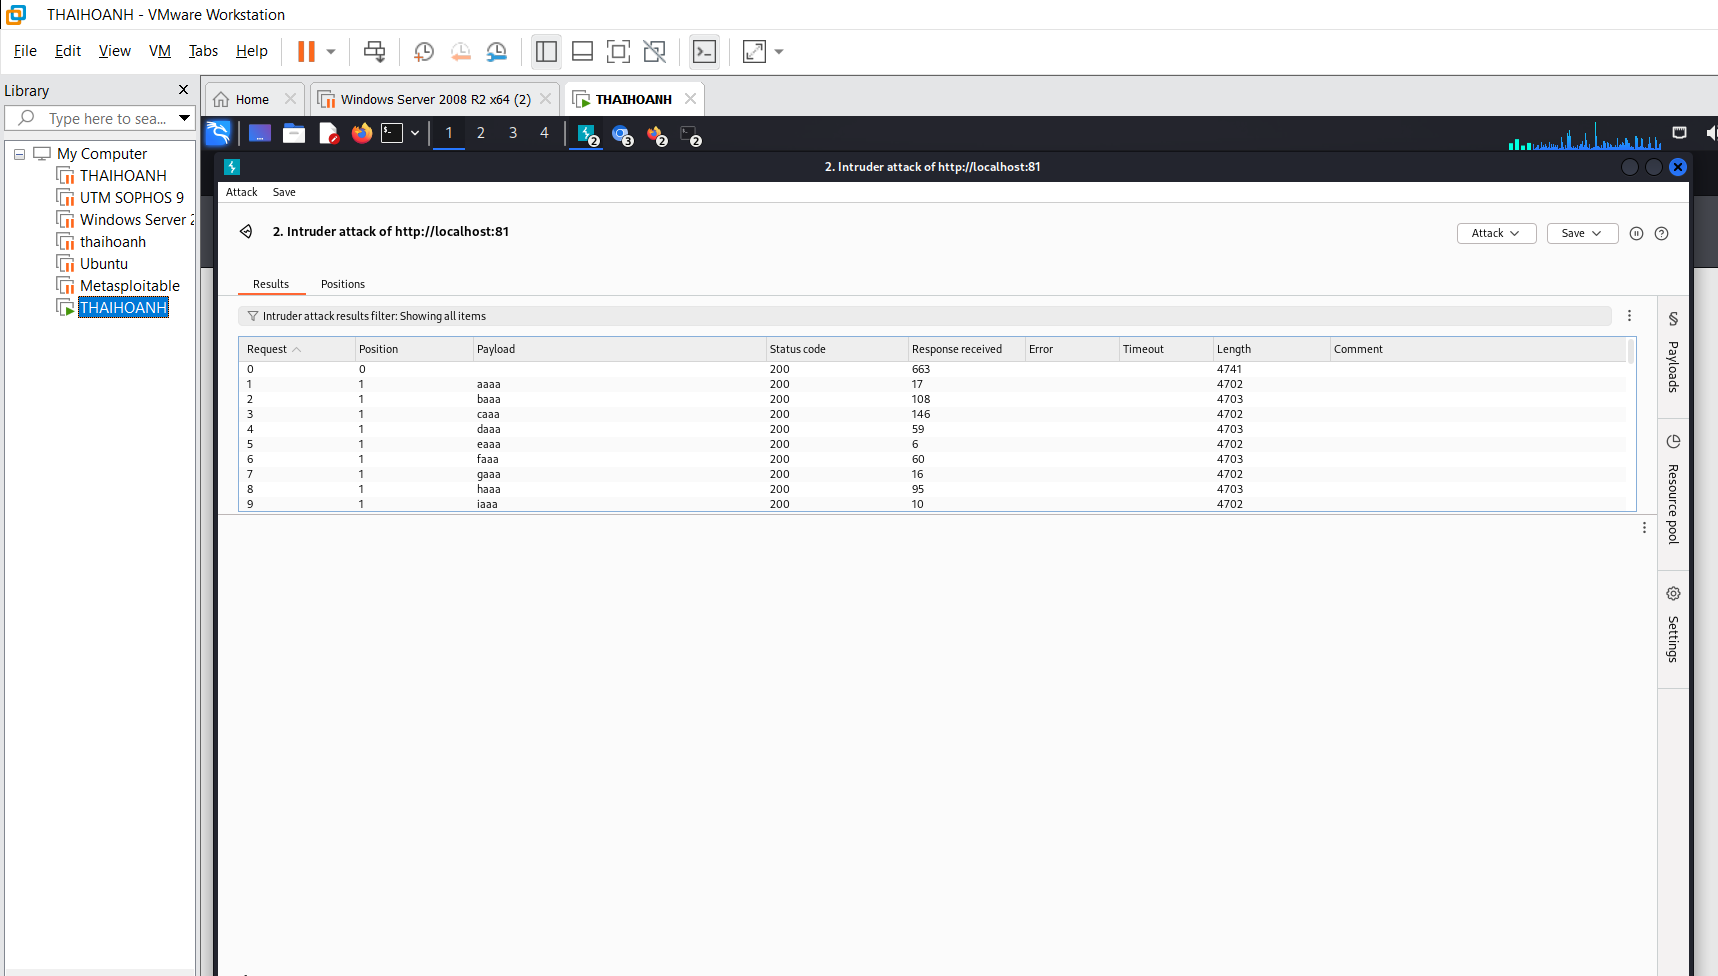 THAIHOANH - VMware Workstation
File Edit View VM Tabs Help
Library X
Type here to sea...
My Computer
THAIHOANH
UTM SOPHOS 9
Windows Server 2
thaihoanh
Ubuntu
Metasploitable
THAIHOANH
Home Windows Server 2008 R2 x64 (2) THAIHOANH
1 2 3 4 2 3 2 2
2. Intruder attack of http://localhost:81
Attack Save
2. Intruder attack of http://localhost:81
Attack Save
Results Positions
Intruder attack results filter: Showing all items
Request Position Payload Status code Response received Error Timeout Length Comment
0 0 200 663 4741
1 1 aaaa 200 17 4702
2 1 baaa 200 108 4703
3 1 caaa 200 146 4702
4 1 daaa 200 59 4703
5 1 eaaa 200 6 4702
6 1 faaa 200 60 4703
7 1 gaaa 200 16 4702
8 1 haaa 200 95 4703
9 1 iaaa 200 10 4702
Payloads
Resource pool
Settings